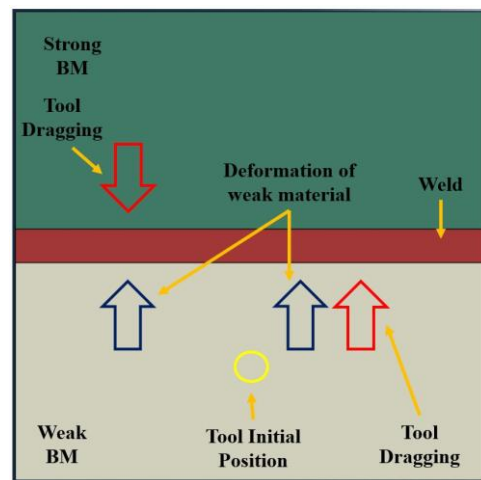 Strong
BM
Tool
Dragging
Deformation of
weak material
Weld
Weak
BM
Tool Initial
Position
Tool
Dragging